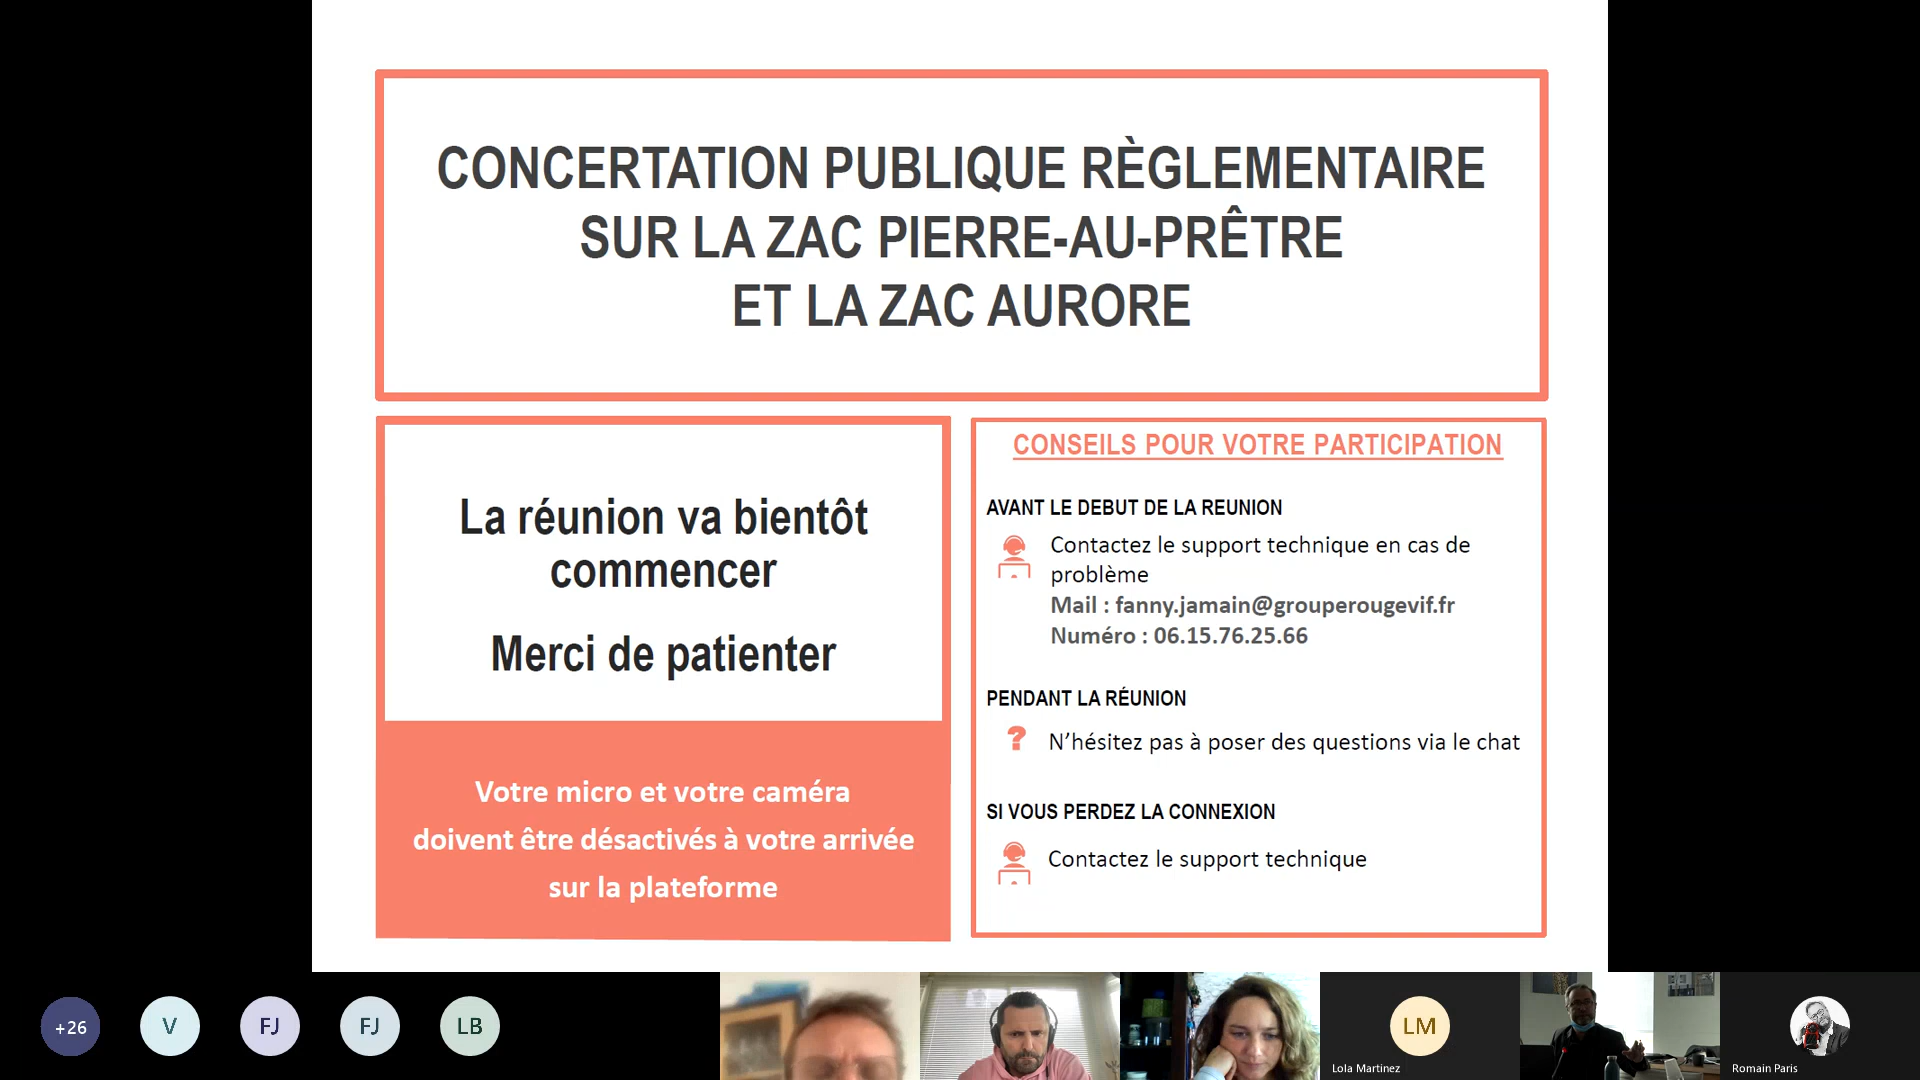 CONCERTATION PUBLIQUE RÈGLEMENTAIRE
SUR LA ZAC PIERRE-AU-PRÊTRE
ET LA ZAC AURORE
La réunion va bientôt
commencer
Merci de patienter
Votre micro et votre caméra
doivent être désactivés à votre arrivée
sur la plateforme
CONSEILS POUR VOTRE PARTICIPATION
AVANT LE DEBUT DE LA REUNION
Contactez le support technique en cas de
problème
Mail : fanny.jamain@grouperougevif.fr
Numéro : 06.15.76.25.66
PENDANT LA RÉUNION
? N’hésitez pas à poser des questions via le chat
SI VOUS PERDEZ LA CONNEXION
Contactez le support technique
+26
V
FJ
FJ
LB
LM
Lola Martinez
Romain Paris